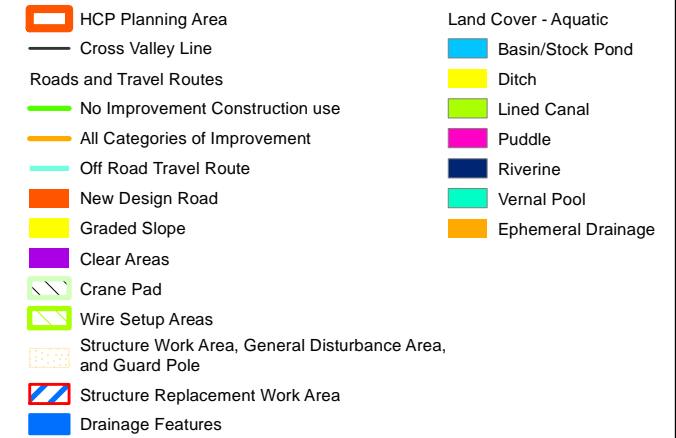 HCP Planning Area
Cross Valley Line
Roads and Travel Routes
No Improvement Construction use
All Categories of Improvement
Off Road Travel Route
New Design Road
Graded Slope
Clear Areas
Crane Pad
Wire Setup Areas
Structure Work Area, General Disturbance Area,
and Guard Pole
Structure Replacement Work Area
Drainage Features
Land Cover - Aquatic
Basin/Stock Pond
Ditch
Lined Canal
Puddle
Riverine
Vernal Pool
Ephemeral Drainage